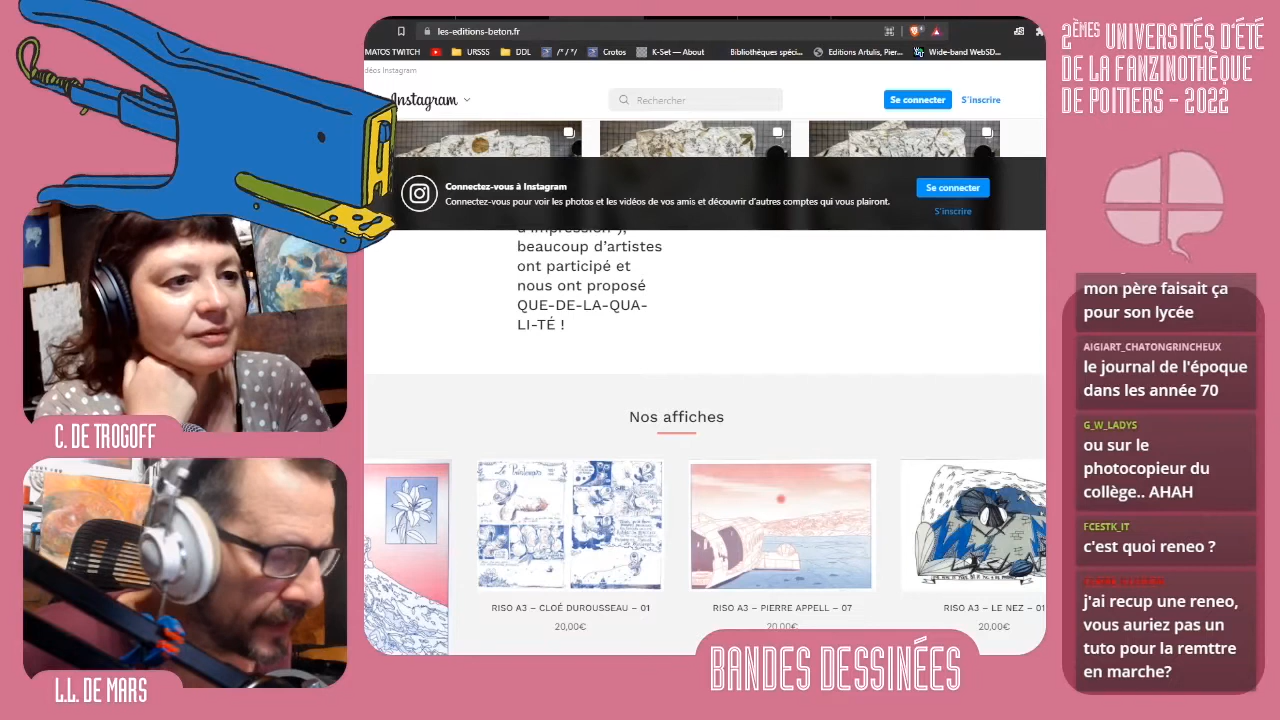 2ÈMES UNIVERSITÉS D'ÉTÉ
DE LA FANZINOTHÈQUE
DE POITIERS - 2022
les-editions-beton.fr
MATOS TWITCH
URSSS
DDL
/*/*/
Crotos
K-Set — About
Bibliothèques spéci...
Editions Artulis, Pier...
Wide-band WebSD...
déos Instagram
Instagram
Rechercher
Se connecter
S'inscrire
Connectez-vous à Instagram
Connectez-vous pour voir les photos et les vidéos de vos amis et découvrir d'autres comptes qui vous plairont.
Se connecter
S'inscrire
d'impression ),
beaucoup d'artistes
ont participé et
nous ont proposé
QUE-DE-LA-QUA-
LI-TÉ !
Nos affiches
RISO A3 – CLOÉ DUROUSSEAU – 01
20,00€
RISO A3 – PIERRE APPELL – 07
20,00€
RISO A3 – LE NEZ – 01
20,00€
BANDES DESSINÉES
C. DE TROGOFF
L.L. DE MARS
mon père faisait ça
pour son lycée
AIGIART_CHATONGRINCHEUX
le journal de l'époque
dans les année 70
G_W_LADYS
ou sur le
photocopieur du
collège.. AHAH
FCESTK_IT
c'est quoi reneo ?
j'ai recup une reneo,
vous auriez pas un
tuto pour la remttre
en marche?